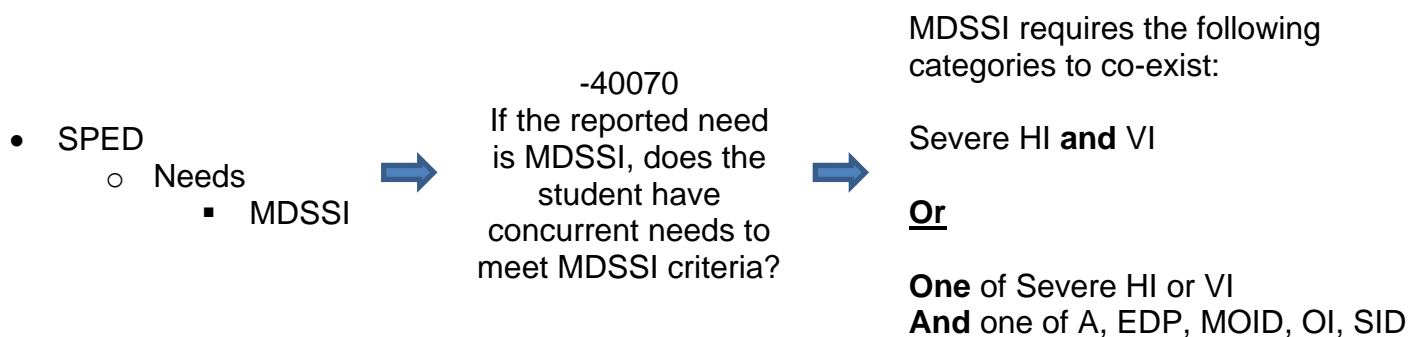 • SPED
o Needs
▪ MDSSI
-40070
If the reported need
is MDSSI, does the
student have
concurrent needs to
meet MDSSI criteria?
MDSSI requires the following
categories to co-exist:
Severe HI and VI
Or
One of Severe HI or VI
And one of A, EDP, MOID, OI, SID